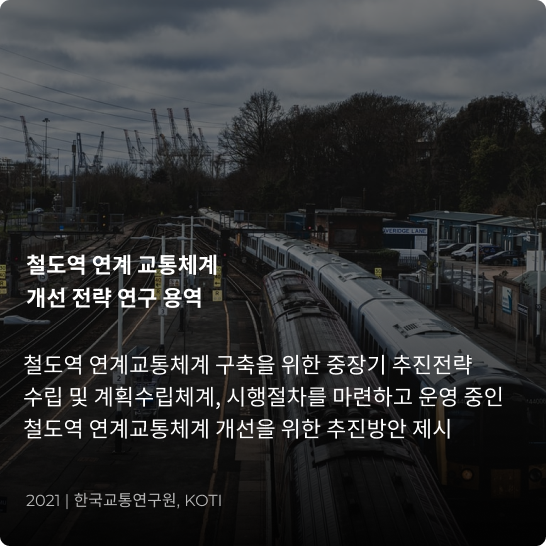 VERIDGE LANE
철도역 연계 교통체계
개선 전략 연구 용역
철도역 연계교통체계 구축을 위한 중장기 추진전략
수립 및 계획수립체계, 시행절차를 마련하고 운영 중인
철도역 연계교통체계 개선을 위한 추진방안 제시
2021 | 한국교통연구원, KOTI